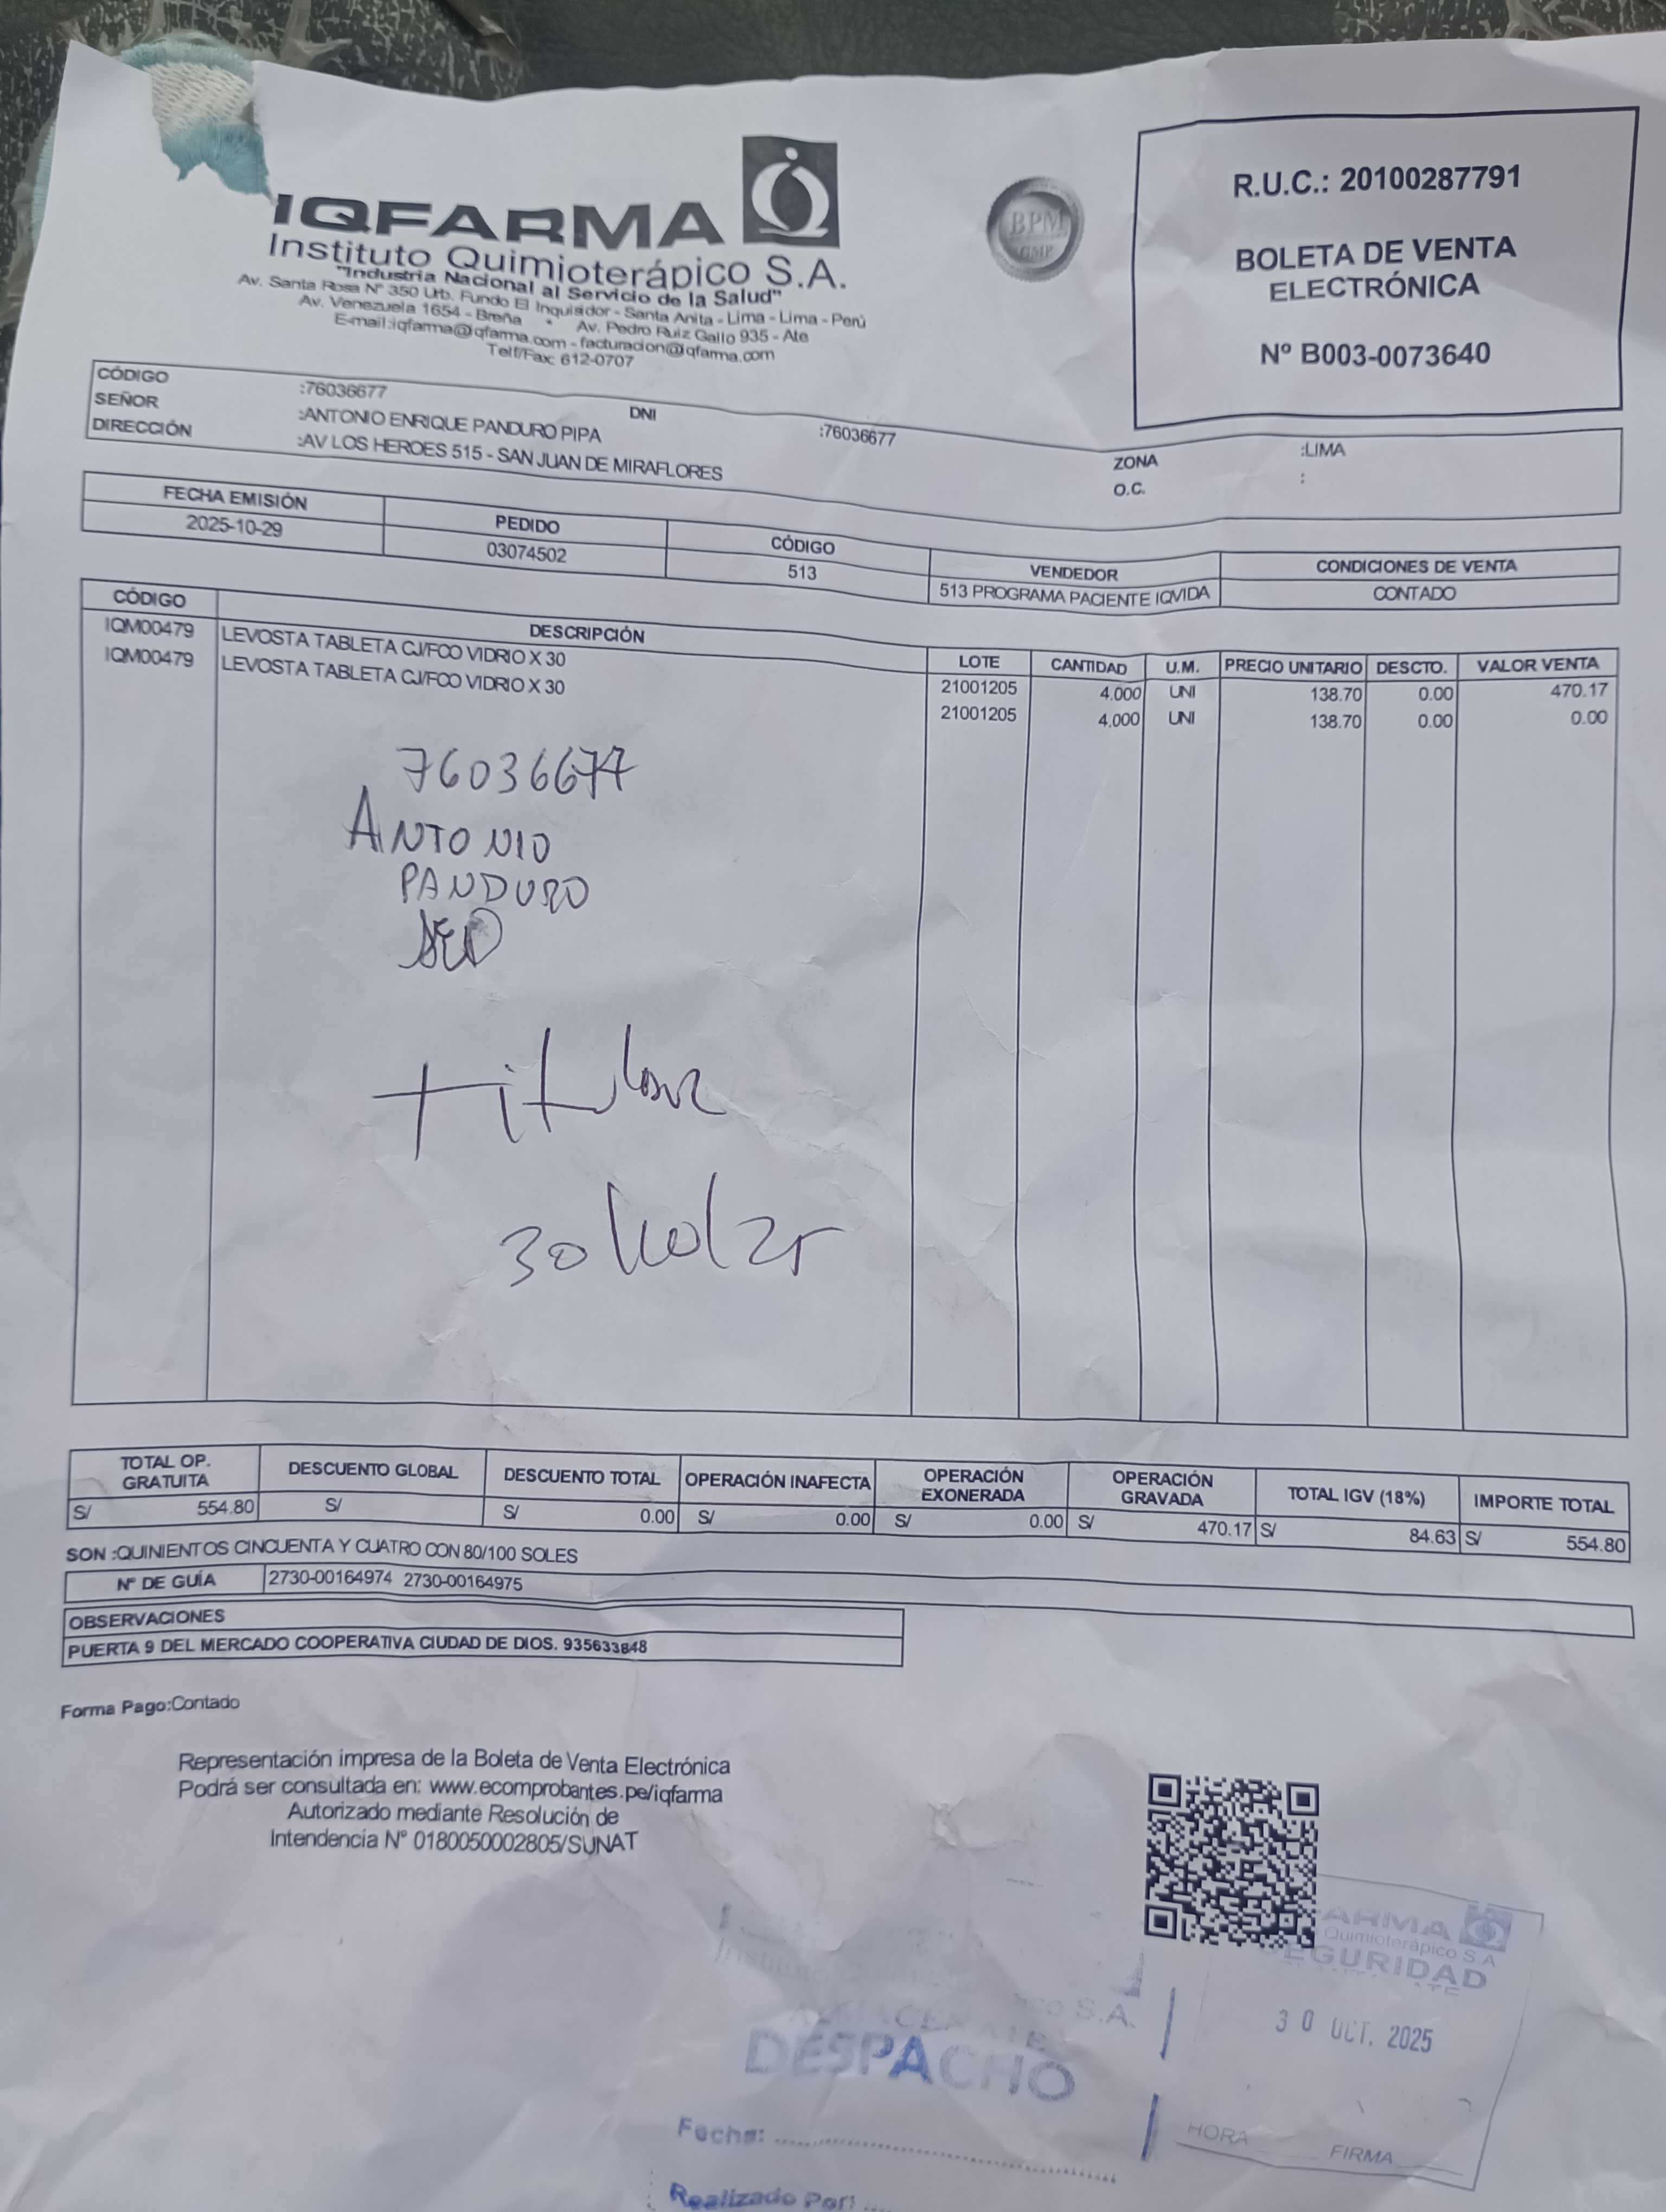 IQFARMA
Instituto Quimioterápico S.A.
"Industria Nacional al Servicio de la Salud"
Av. Santa Rosa N° 350 Urb. Fundo El Inquisidor - Santa Anita - Lima - Lima - Perú
Av. Venezuela 1654 - Breña * Av. Pedro Ruiz Gallo 935 - Ate
E-mail:iqfarma@iqfarma.com - facturacion@iqfarma.com
Telf/Fax: 612-0707
BPM
GMP
R.U.C.: 20100287791
BOLETA DE VENTA
ELECTRÓNICA
Nº B003-0073640
CÓDIGO :76036677 DNI :76036677 ZONA :LIMA
SEÑOR :ANTONIO ENRIQUE PANDURO PIPA O.C. :
DIRECCIÓN :AV LOS HEROES 515 - SAN JUAN DE MIRAFLORES
FECHA EMISIÓN PEDIDO CÓDIGO VENDEDOR CONDICIONES DE VENTA
2025-10-29 03074502 513 513 PROGRAMA PACIENTE IQVIDA CONTADO
CÓDIGO DESCRIPCIÓN LOTE CANTIDAD U.M. PRECIO UNITARIO DESCTO. VALOR VENTA
IQM00479 LEVOSTA TABLETA CJ/FCO VIDRIO X 30 21001205 4.000 UNI 138.70 0.00 470.17
IQM00479 LEVOSTA TABLETA CJ/FCO VIDRIO X 30 21001205 4.000 UNI 138.70 0.00 0.00
76036677
ANTONIO
PANDURO
titular
30
TOTAL OP. GRATUITA DESCUENTO GLOBAL DESCUENTO TOTAL OPERACIÓN INAFECTA OPERACIÓN EXONERADA OPERACIÓN GRAVADA TOTAL IGV (18%) IMPORTE TOTAL
S/ 554.80 S/ S/ 0.00 S/ 0.00 S/ 0.00 S/ 470.17 S/ 84.63 S/ 554.80
SON :QUINIENTOS CINCUENTA Y CUATRO CON 80/100 SOLES
Nº DE GUÍA 2730-00164974 2730-00164975
OBSERVACIONES
PUERTA 9 DEL MERCADO COOPERATIVA CIUDAD DE DIOS. 935633848
Forma Pago:Contado
Representación impresa de la Boleta de Venta Electrónica
Podrá ser consultada en: www.ecomprobantes.pe/iqfarma
Autorizado mediante Resolución de
Intendencia N° 0180050002805/SUNAT
ARMA
Quimioterápico S.A.
SEGURIDAD
30 OCT. 2025
HORA FIRMA
S.A.
DESPACHO
Fecha:
Realizado Por: